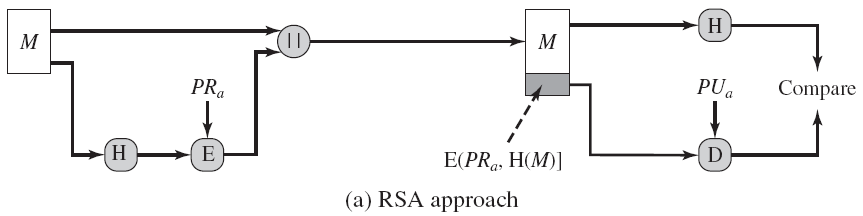 M
||
M
H
PRa
PUa
Compare
H
E
E(PRa, H(M)]
D
(a) RSA approach